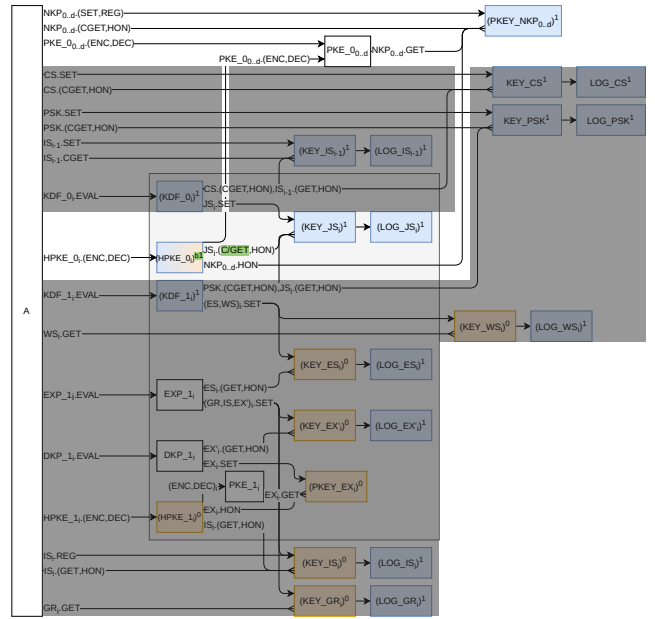 NKP0..d.(SET,REG)
(PKEY_NKP0..d)1
NKP0..d.(CGET,HON)
PKE_00..d.(ENC,DEC)
PKE_00..d
NKP0..d.GET
PKE_00..d.(ENC,DEC)
CS.SET
KEY_CS1
LOG_CS1
CS.(CGET,HON)
PSK.SET
KEY_PSK1
LOG_PSK1
PSK.(CGET,HON)
ISi-1.SET
(KEY_ISi-1)1
(LOG_ISi-1)1
ISi-1.CGET
KDF_0i.EVAL
(KDF_0i)1
CS.(CGET,HON),ISi-1.(GET,HON)
JSi.SET
(KEY_JSi)1
(LOG_JSi)1
HPKE_0i.(ENC,DEC)
(HPKE_0i)b1
JSi.(C/GET,HON)
NKP0..d.HON
KDF_1i.EVAL
(KDF_1i)1
PSK.(CGET,HON),JSi.(GET,HON)
(ES,WS)i.SET
A
(KEY_WSi)0
(LOG_WSi)1
WSi.GET
(KEY_ESi)0
(LOG_ESi)1
EXP_1i.EVAL
EXP_1i
ESi.(GET,HON)
(GR,IS,EX')i.SET
(KEY_EX'i)0
(LOG_EX'i)1
DKP_1i.EVAL
DKP_1i
EX'i.(GET,HON)
EXi.SET
(ENC,DEC)i
PKE_1i
EXi.GET
(PKEY_EXi)0
HPKE_1i.(ENC,DEC)
(HPKE_1i)0
EXi.HON
ISi.(GET,HON)
ISi.REG
(KEY_ISi)0
(LOG_ISi)1
ISi.(GET,HON)
(KEY_GRi)0
(LOG_GRi)1
GRi.GET